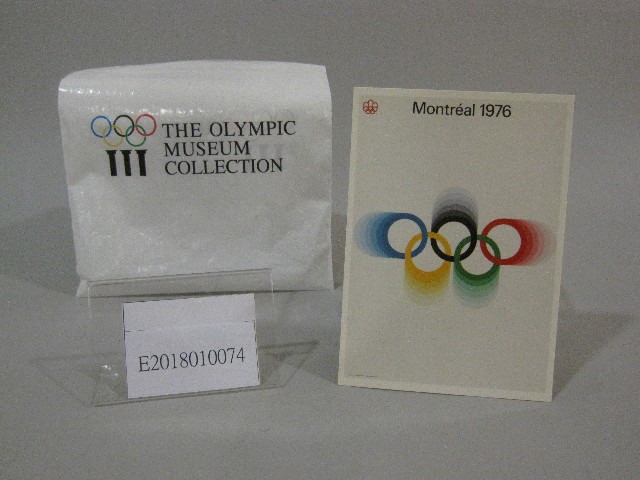 THE OLYMPIC
MUSEUM
COLLECTION
Montréal 1976
E2018010074